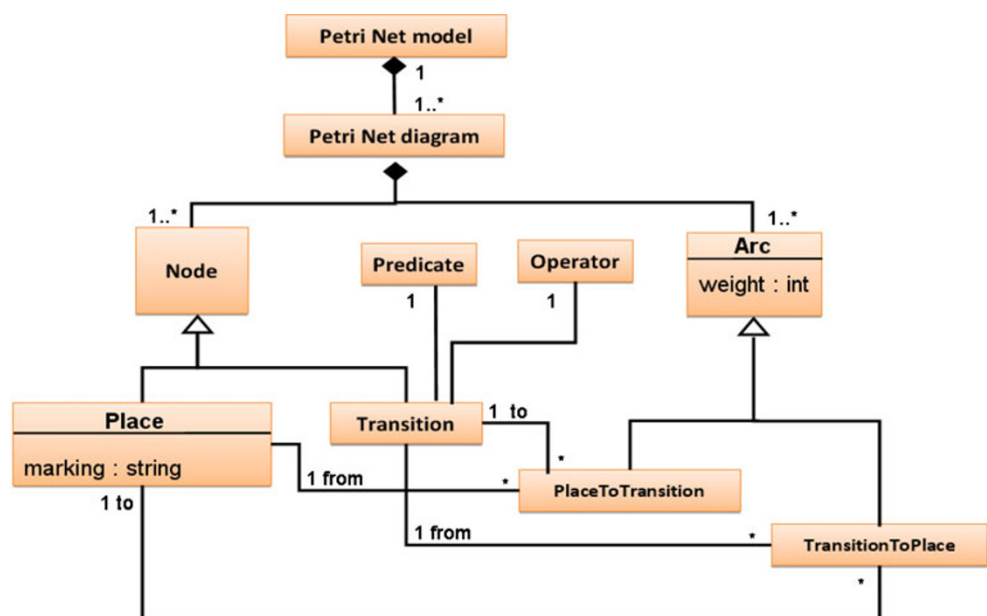 Petri Net model
1
1..*
Petri Net diagram
1..*
1..*
Node
Predicate
1
Operator
1
Arc
weight : int
Place
marking : string
1 to
Transition
1 to
*
1 from
*
PlaceToTransition
1 from
*
TransitionToPlace
*